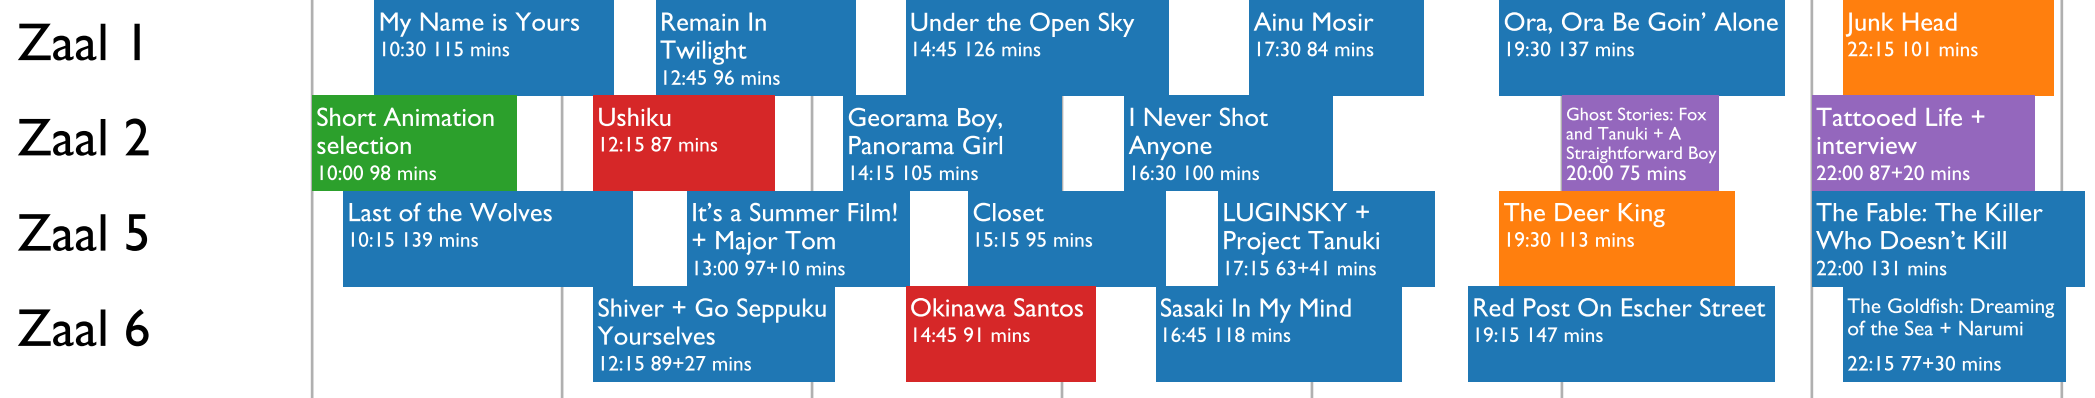 Zaal 1
My Name is Yours
10:30 115 mins
Remain In
Twilight
12:45 96 mins
Under the Open Sky
14:45 126 mins
Ainu Mosir
17:30 84 mins
Ora, Ora Be Goin’ Alone
19:30 137 mins
Junk Head
22:15 101 mins
Zaal 2
Short Animation
selection
10:00 98 mins
Ushiku
12:15 87 mins
Georama Boy,
Panorama Girl
14:15 105 mins
I Never Shot
Anyone
16:30 100 mins
Ghost Stories: Fox
and Tanuki + A
Straightforward Boy
20:00 75 mins
Tattooed Life +
interview
22:00 87+20 mins
Zaal 5
Last of the Wolves
10:15 139 mins
It’s a Summer Film!
+ Major Tom
13:00 97+10 mins
Closet
15:15 95 mins
LUGINSKY +
Project Tanuki
17:15 63+41 mins
The Deer King
19:30 113 mins
The Fable: The Killer
Who Doesn’t Kill
22:00 131 mins
Zaal 6
Shiver + Go Seppuku
Yourselves
12:15 89+27 mins
Okinawa Santos
14:45 91 mins
Sasaki In My Mind
16:45 118 mins
Red Post On Escher Street
19:15 147 mins
The Goldfish: Dreaming
of the Sea + Narumi
22:15 77+30 mins